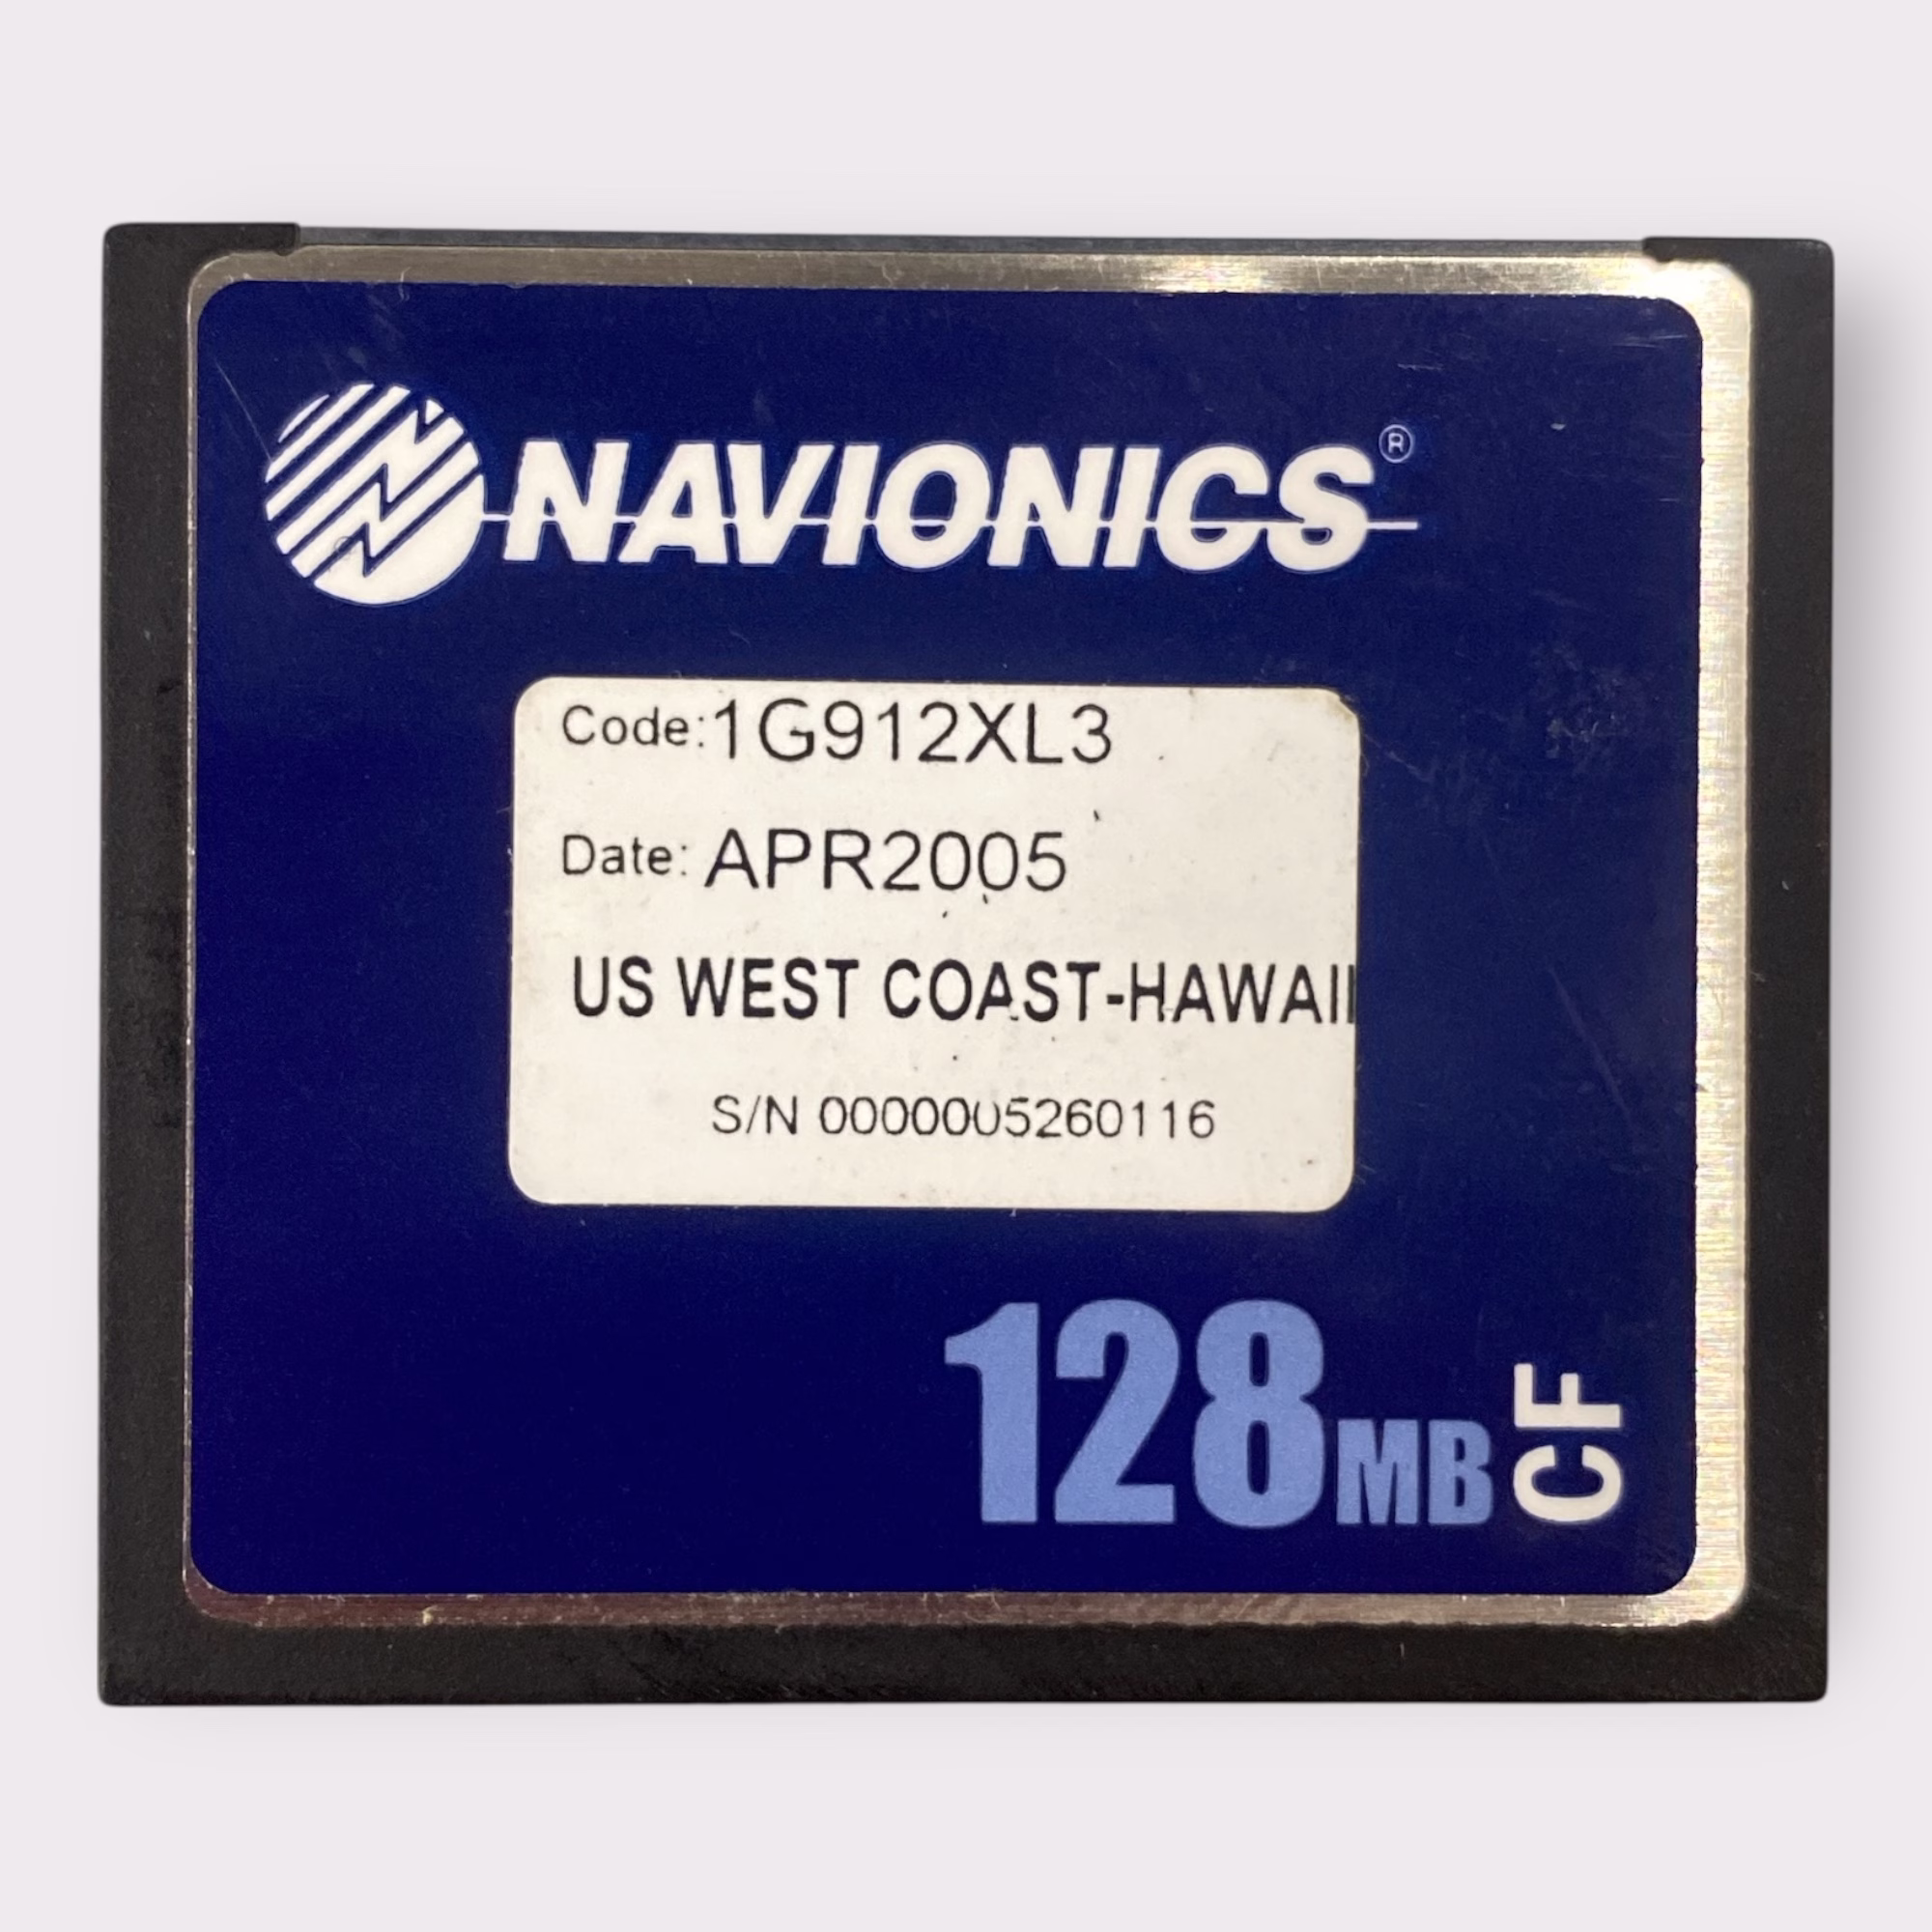 NAVIONICS®
Code:1G912XL3
Date: APR2005
US WEST COAST-HAWAII
S/N 0000005260116
128MB CF